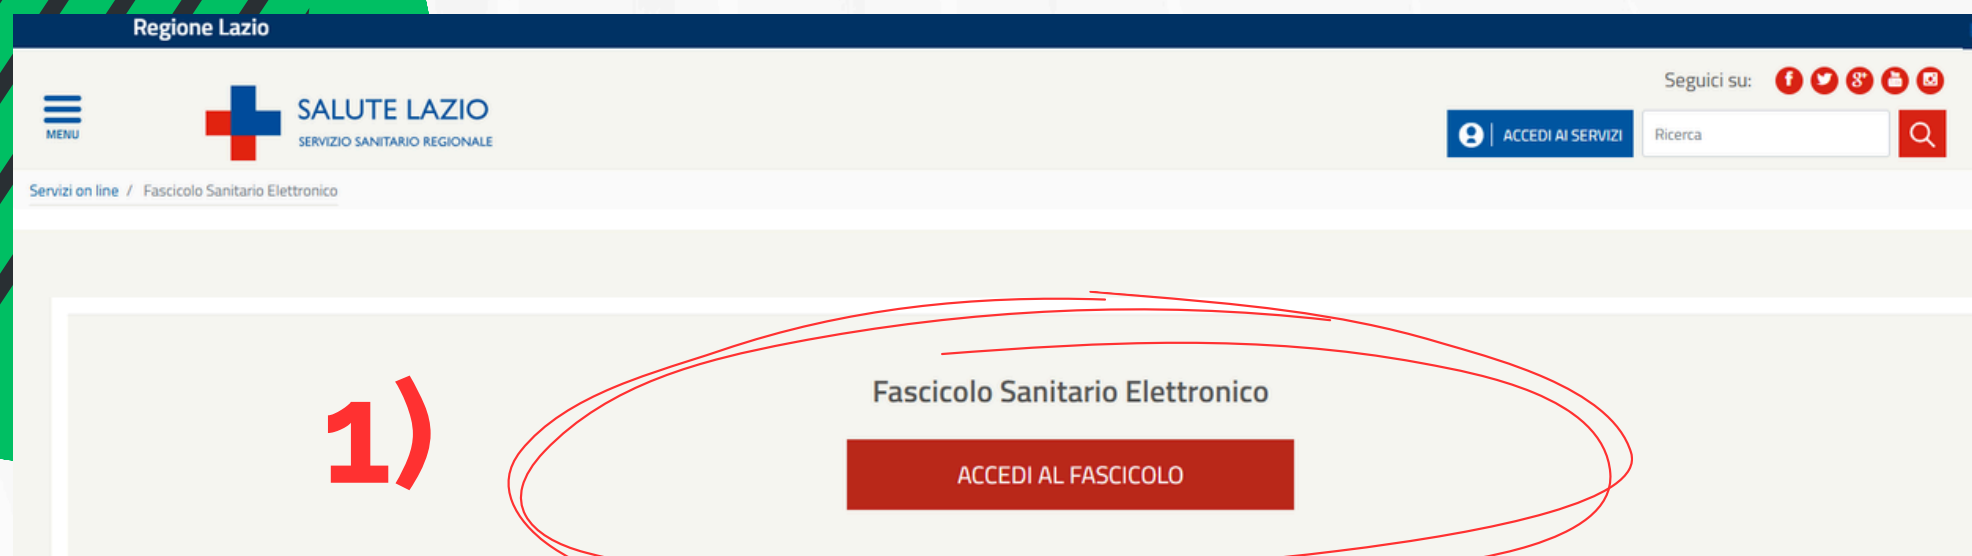 Regione Lazio
Seguici su:
MENU
SALUTE LAZIO
SERVIZIO SANITARIO REGIONALE
ACCEDI AI SERVIZI
Ricerca
Servizi on line / Fascicolo Sanitario Elettronico
1)
Fascicolo Sanitario Elettronico
ACCEDI AL FASCICOLO